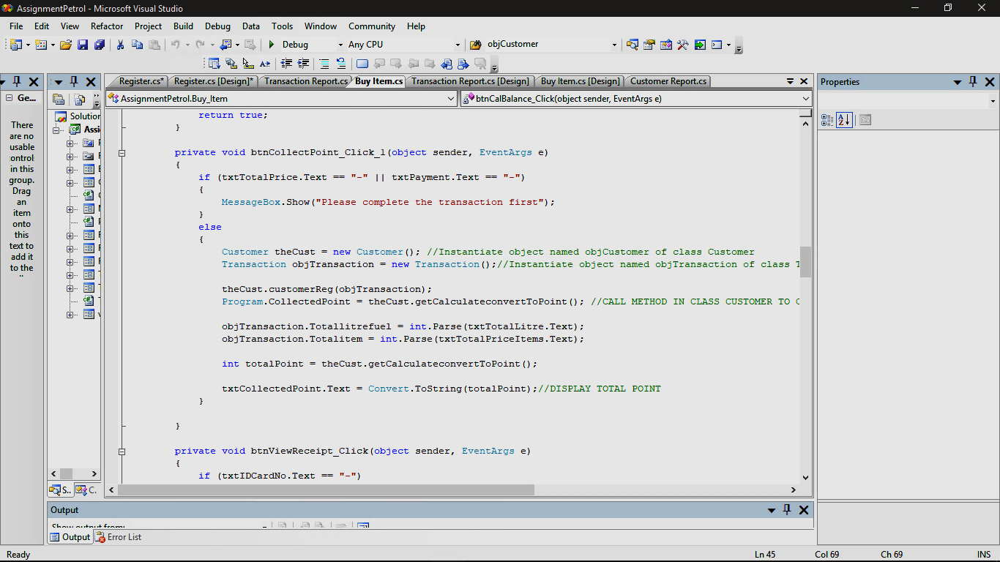 AssignmentPetrol - Microsoft Visual Studio
File Edit View Refactor Project Build Debug Data Tools Window Community Help
Debug Any CPU objCustomer
Register.cs* Register.cs [Design]* Transaction Report.cs Buy Item.cs Transaction Report.cs [Design] Buy Item.cs [Design] Customer Report.cs
Properties
Ge...
There
are no
usable
control
in this
group.
Drag
an
item
onto
this
text to
add it
to the
Solution
Assi
AssignmentPetrol.Buy_Item
btnCalBalance_Click(object sender, EventArgs e)
return true;
}
private void btnCollectPoint_Click_1(object sender, EventArgs e)
{
if (txtTotalPrice.Text == "-" || txtPayment.Text == "-")
{
MessageBox.Show("Please complete the transaction first");
}
else
{
Customer theCust = new Customer(); //Instantiate object named objCustomer of class Customer
Transaction objTransaction = new Transaction();//Instantiate object named objTransaction of class T
theCust.customerReg(objTransaction);
Program.CollectedPoint = theCust.getCalculateconvertToPoint(); //CALL METHOD IN CLASS CUSTOMER TO C
objTransaction.Totallitrefuel = int.Parse(txtTotalLitre.Text);
objTransaction.Totalitem = int.Parse(txtTotalPriceItems.Text);
int totalPoint = theCust.getCalculateconvertToPoint();
txtCollectedPoint.Text = Convert.ToString(totalPoint);//DISPLAY TOTAL POINT
}
}
private void btnViewReceipt_Click(object sender, EventArgs e)
{
if (txtIDCardNo.Text == "-")
S.. C.
Output
Show output from:
Output Error List
Ready Ln 45 Col 69 Ch 69 INS